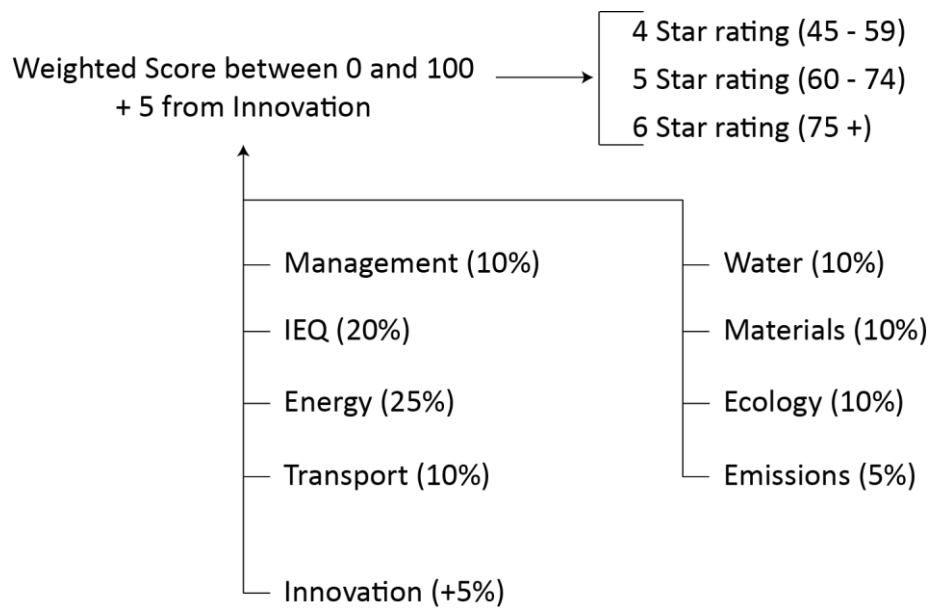 Weighted Score between 0 and 100
+ 5 from Innovation
4 Star rating (45 - 59)
5 Star rating (60 - 74)
6 Star rating (75 +)
Management (10%)
IEQ (20%)
Energy (25%)
Transport (10%)
Innovation (+5%)
Water (10%)
Materials (10%)
Ecology (10%)
Emissions (5%)